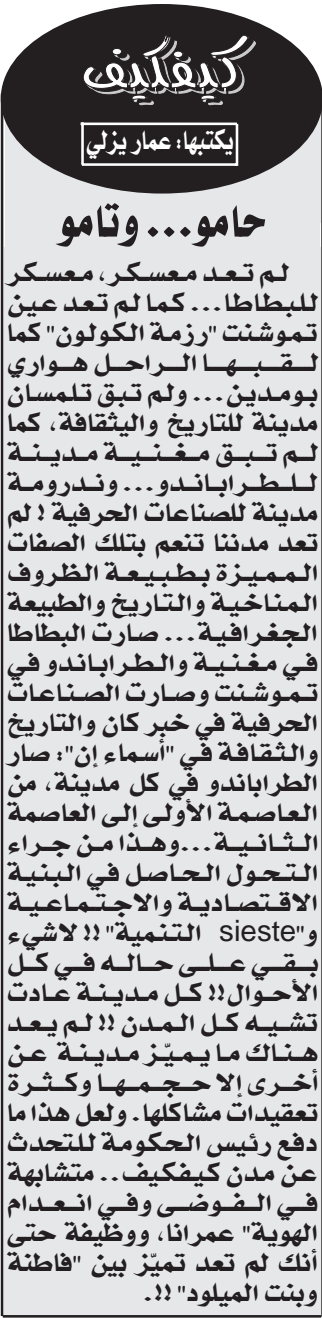 كيفكيف
يكتبها: عمار يزلي
حامو... وتامو
لم تعد معسكر، معسكر
للبطاطا... كما لم تعد عين
تموشنت "رزمة الكولون" كما
لقبها الراحل هواري
بومدين... ولم تبق تلمسان
مدينة للتاريخ واليثقافة، كما
لم تبق مغنية مدينة
للطراباندو... وندرومة
مدينة للصناعات الحرفية ! لم
تعد مدننا تنعم بتلك الصفات
المميزة بطبيعة الظروف
المناخية والتاريخ والطبيعة
الجغرافية... صارت البطاطا
في مغنية والطراباندو في
تموشنت وصارت الصناعات
الحرفية في خبر كان والتاريخ
والثقافة في "أسماء إن": صار
الطراباندو في كل مدينة، من
العاصمة الأولى إلى العاصمة
الثانية...وهذا من جراء
التحول الحاصل في البنية
الاقتصادية والاجتماعية
و"sieste التنمية" !! لاشيء
بقي على حاله في كل
الأحوال!! كل مدينة عادت
تشبه كل المدن !! لم يعد
هناك ما يميّز مدينة عن
أخرى إلا حجمها وكثرة
تعقيدات مشاكلها. ولعل هذا ما
دفع رئيس الحكومة للتحدث
عن مدن كيفكيف.. متشابهة
في الفوضى وفي انعدام
الهوية" عمرانا، ووظيفة حتى
أنك لم تعد تميّز بين "فاطنة
وبنت الميلود" !!.